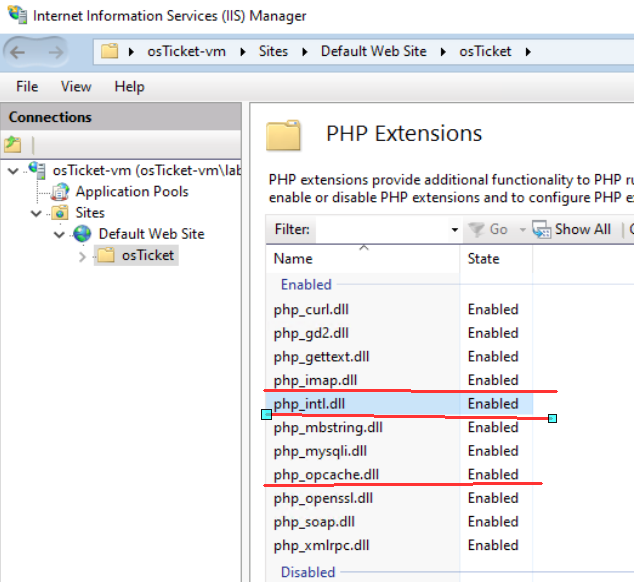 Internet Information Services (IIS) Manager
osTicket-vm Sites Default Web Site osTicket
File View Help
Connections
osTicket-vm (osTicket-vm\lab
Application Pools
Sites
Default Web Site
osTicket
PHP Extensions
PHP extensions provide additional functionality to PHP ru
enable or disable PHP extensions and to configure PHP e
Filter: Go Show All
Name State
Enabled
php_curl.dll Enabled
php_gd2.dll Enabled
php_gettext.dll Enabled
php_imap.dll Enabled
php_intl.dll Enabled
php_mbstring.dll Enabled
php_mysqli.dll Enabled
php_opcache.dll Enabled
php_openssl.dll Enabled
php_soap.dll Enabled
php_xmlrpc.dll Enabled
Disabled